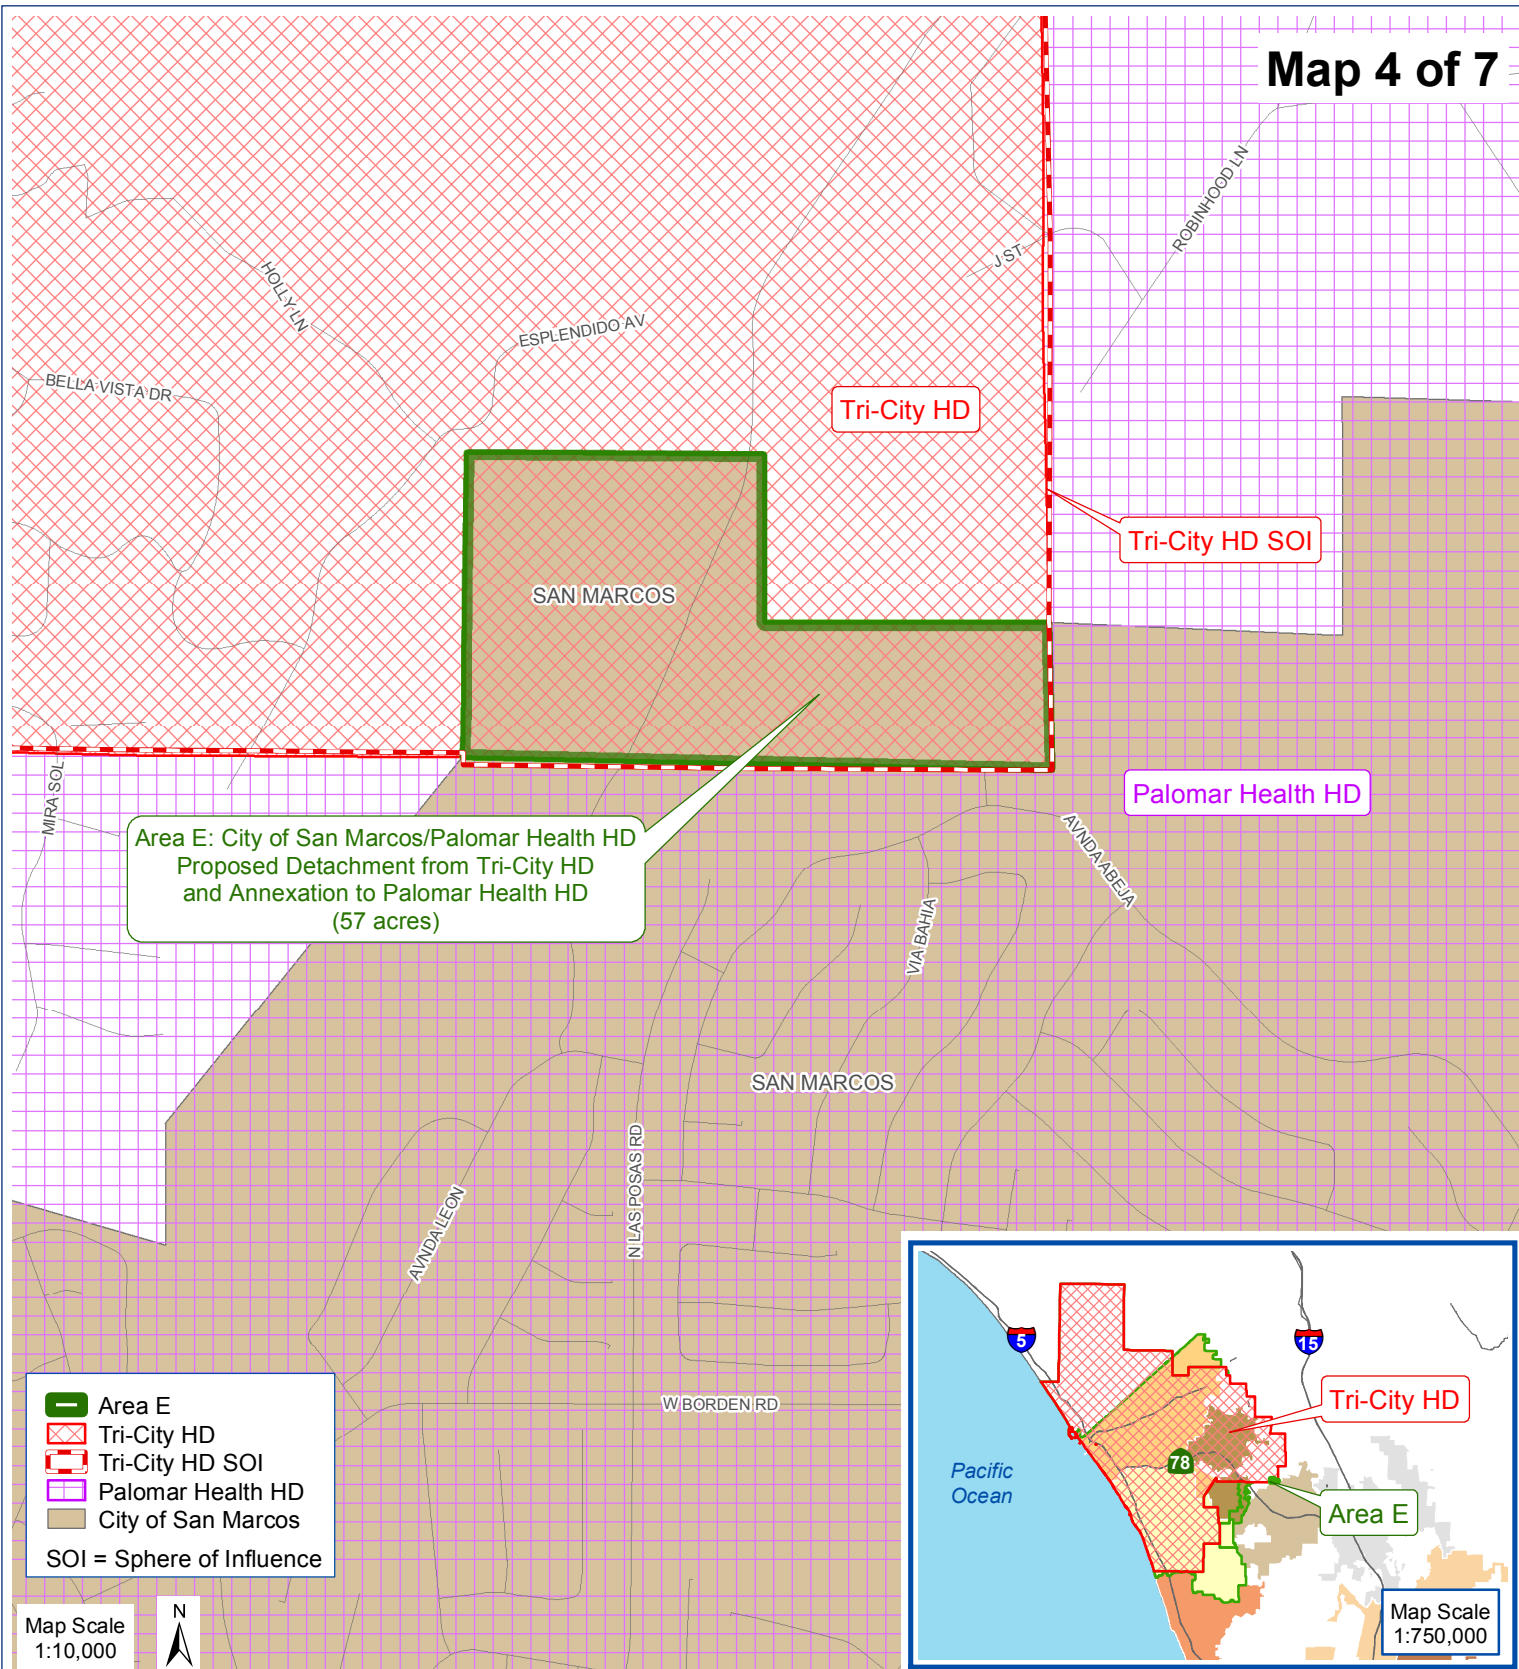 Map 4 of 7
ROBINHOOD LN
J ST
HOLLY LN
ESPLENDIDO AV
BELLA VISTA DR
Tri-City HD
Tri-City HD SOI
SAN MARCOS
MIRA SOL
Palomar Health HD
Area E: City of San Marcos/Palomar Health HD
Proposed Detachment from Tri-City HD
and Annexation to Palomar Health HD
(57 acres)
AVNDA ABEJA
VIA BAHIA
SAN MARCOS
N LAS POSAS RD
AVNDA LEON
W BORDEN RD
Area E
Tri-City HD
Tri-City HD SOI
Palomar Health HD
City of San Marcos
SOI = Sphere of Influence
Map Scale
1:10,000
N
5
15
Tri-City HD
78
Pacific
Ocean
Area E
Map Scale
1:750,000